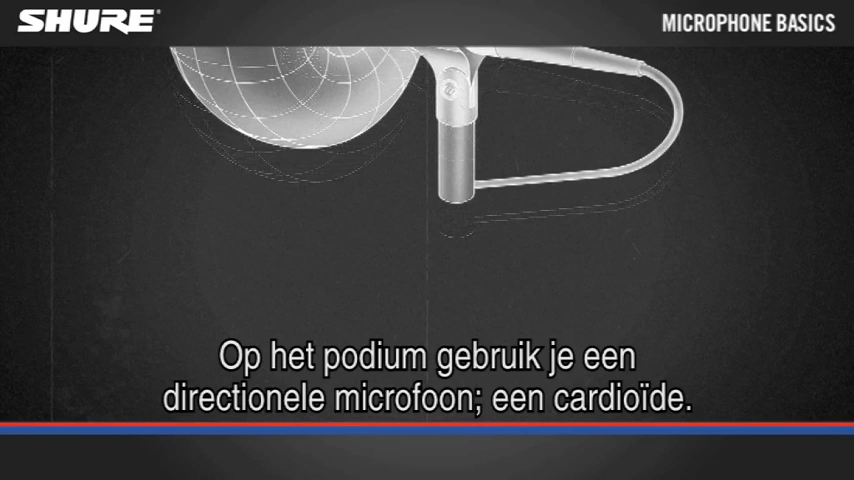 SHURE
MICROPHONE BASICS
Op het podium gebruik je een
directionele microfoon; een cardioïde.